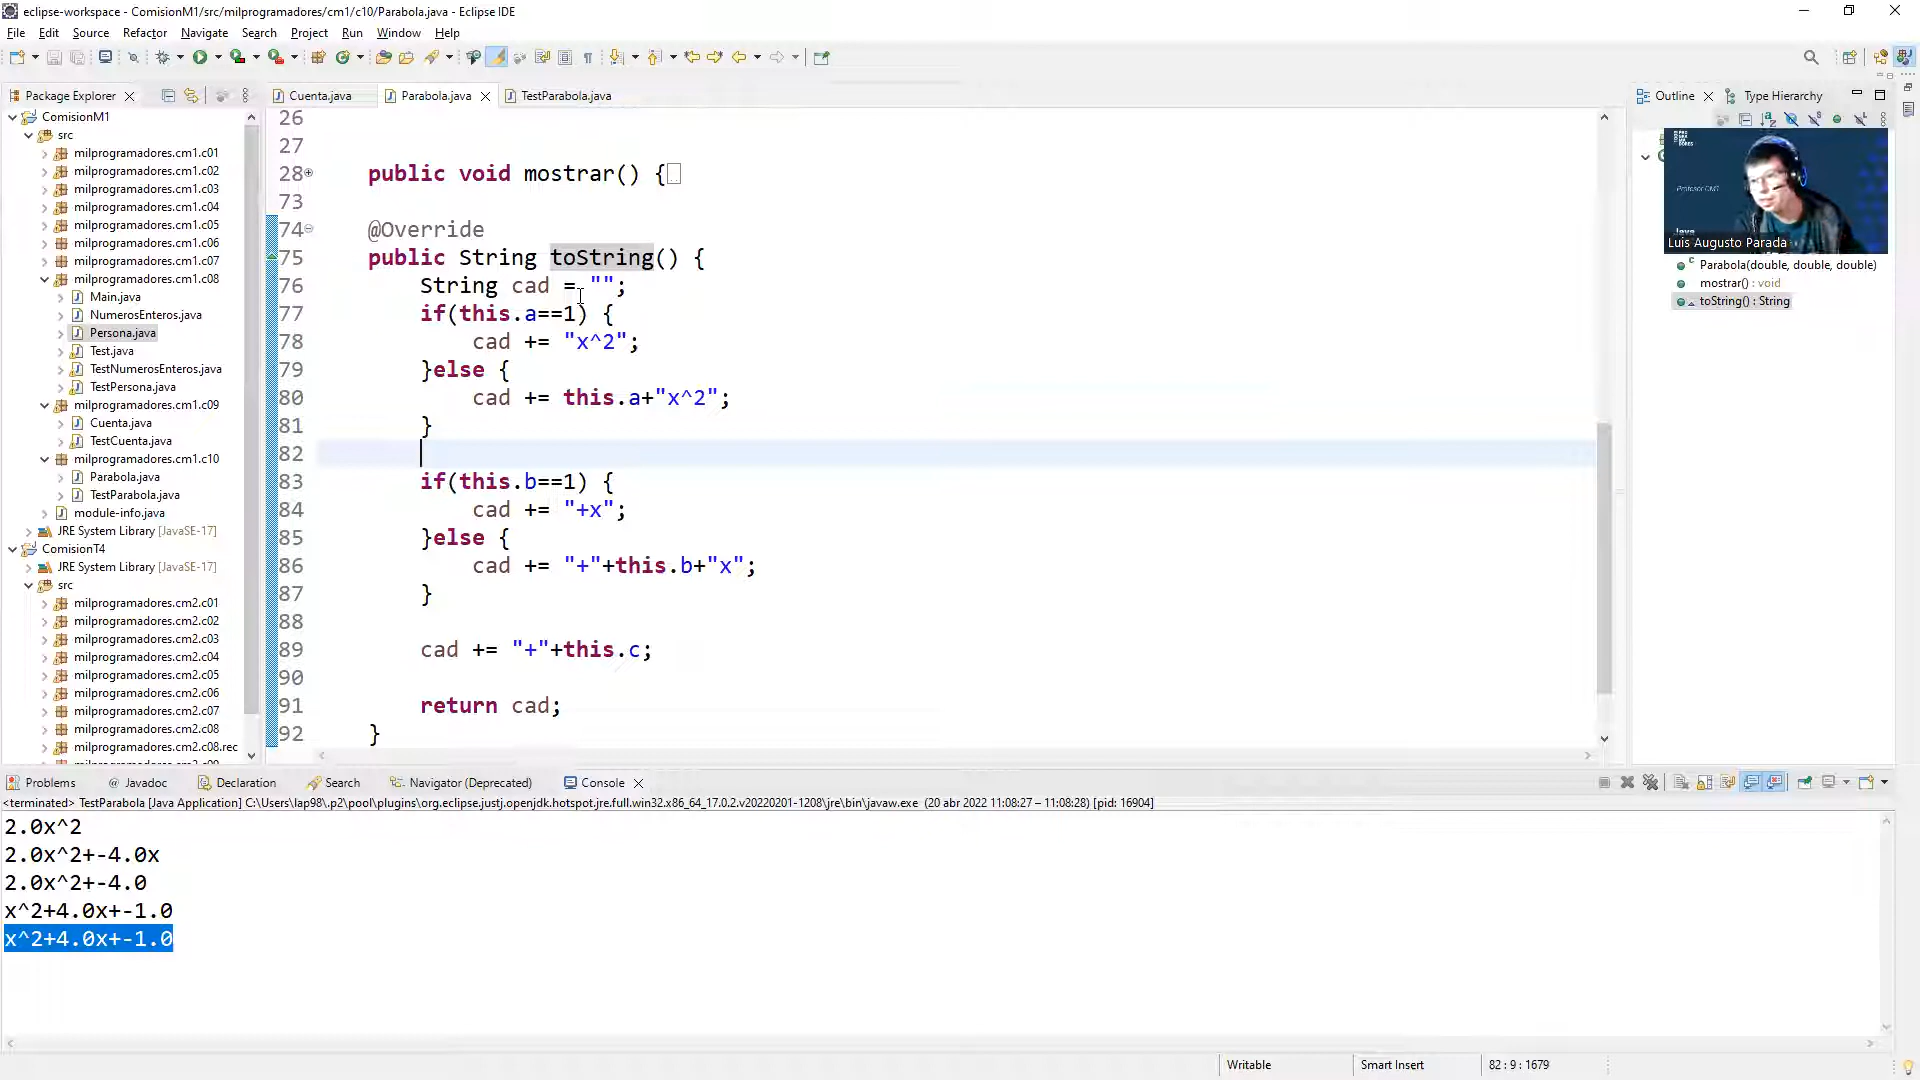 eclipse-workspace - ComisionM1/src/milprogramadores/cm1/c10/Parabola.java - Eclipse IDE
File Edit Source Refactor Navigate Search Project Run Window Help
Package Explorer
Cuenta.java
Parabola.java
TestParabola.java
Outline
Type Hierarchy
ComisionM1
src
milprogramadores.cm1.c01
milprogramadores.cm1.c02
milprogramadores.cm1.c03
milprogramadores.cm1.c04
milprogramadores.cm1.c05
milprogramadores.cm1.c06
milprogramadores.cm1.c07
milprogramadores.cm1.c08
Main.java
NumerosEnteros.java
Persona.java
Test.java
TestNumerosEnteros.java
TestPersona.java
milprogramadores.cm1.c09
Cuenta.java
TestCuenta.java
milprogramadores.cm1.c10
Parabola.java
TestParabola.java
module-info.java
JRE System Library [JavaSE-17]
ComisionT4
JRE System Library [JavaSE-17]
src
milprogramadores.cm2.c01
milprogramadores.cm2.c02
milprogramadores.cm2.c03
milprogramadores.cm2.c04
milprogramadores.cm2.c05
milprogramadores.cm2.c06
milprogramadores.cm2.c07
milprogramadores.cm2.c08
milprogramadores.cm2.c08.rec
26
27
28 public void mostrar() {
73
74 @Override
75 public String toString() {
76 String cad = "";
77 if(this.a==1) {
78 cad += "x^2";
79 }else {
80 cad += this.a+"x^2";
81 }
82
83 if(this.b==1) {
84 cad += "+x";
85 }else {
86 cad += "+"+this.b+"x";
87 }
88
89 cad += "+"+this.c;
90
91 return cad;
92 }
Profesor CM1
Java
Luis Augusto Parada
Parabola(double, double, double)
mostrar() : void
toString() : String
Problems
Javadoc
Declaration
Search
Navigator (Deprecated)
Console
<terminated> TestParabola [Java Application] C:\Users\lap98\.p2\pool\plugins\org.eclipse.justj.openjdk.hotspot.jre.full.win32.x86_64_17.0.2.v20220201-1208\jre\bin\javaw.exe (20 abr 2022 11:08:27 – 11:08:28) [pid: 16904]
2.0x^2
2.0x^2+-4.0x
2.0x^2+-4.0
x^2+4.0x+-1.0
x^2+4.0x+-1.0
Writable
Smart Insert
82 : 9 : 1679